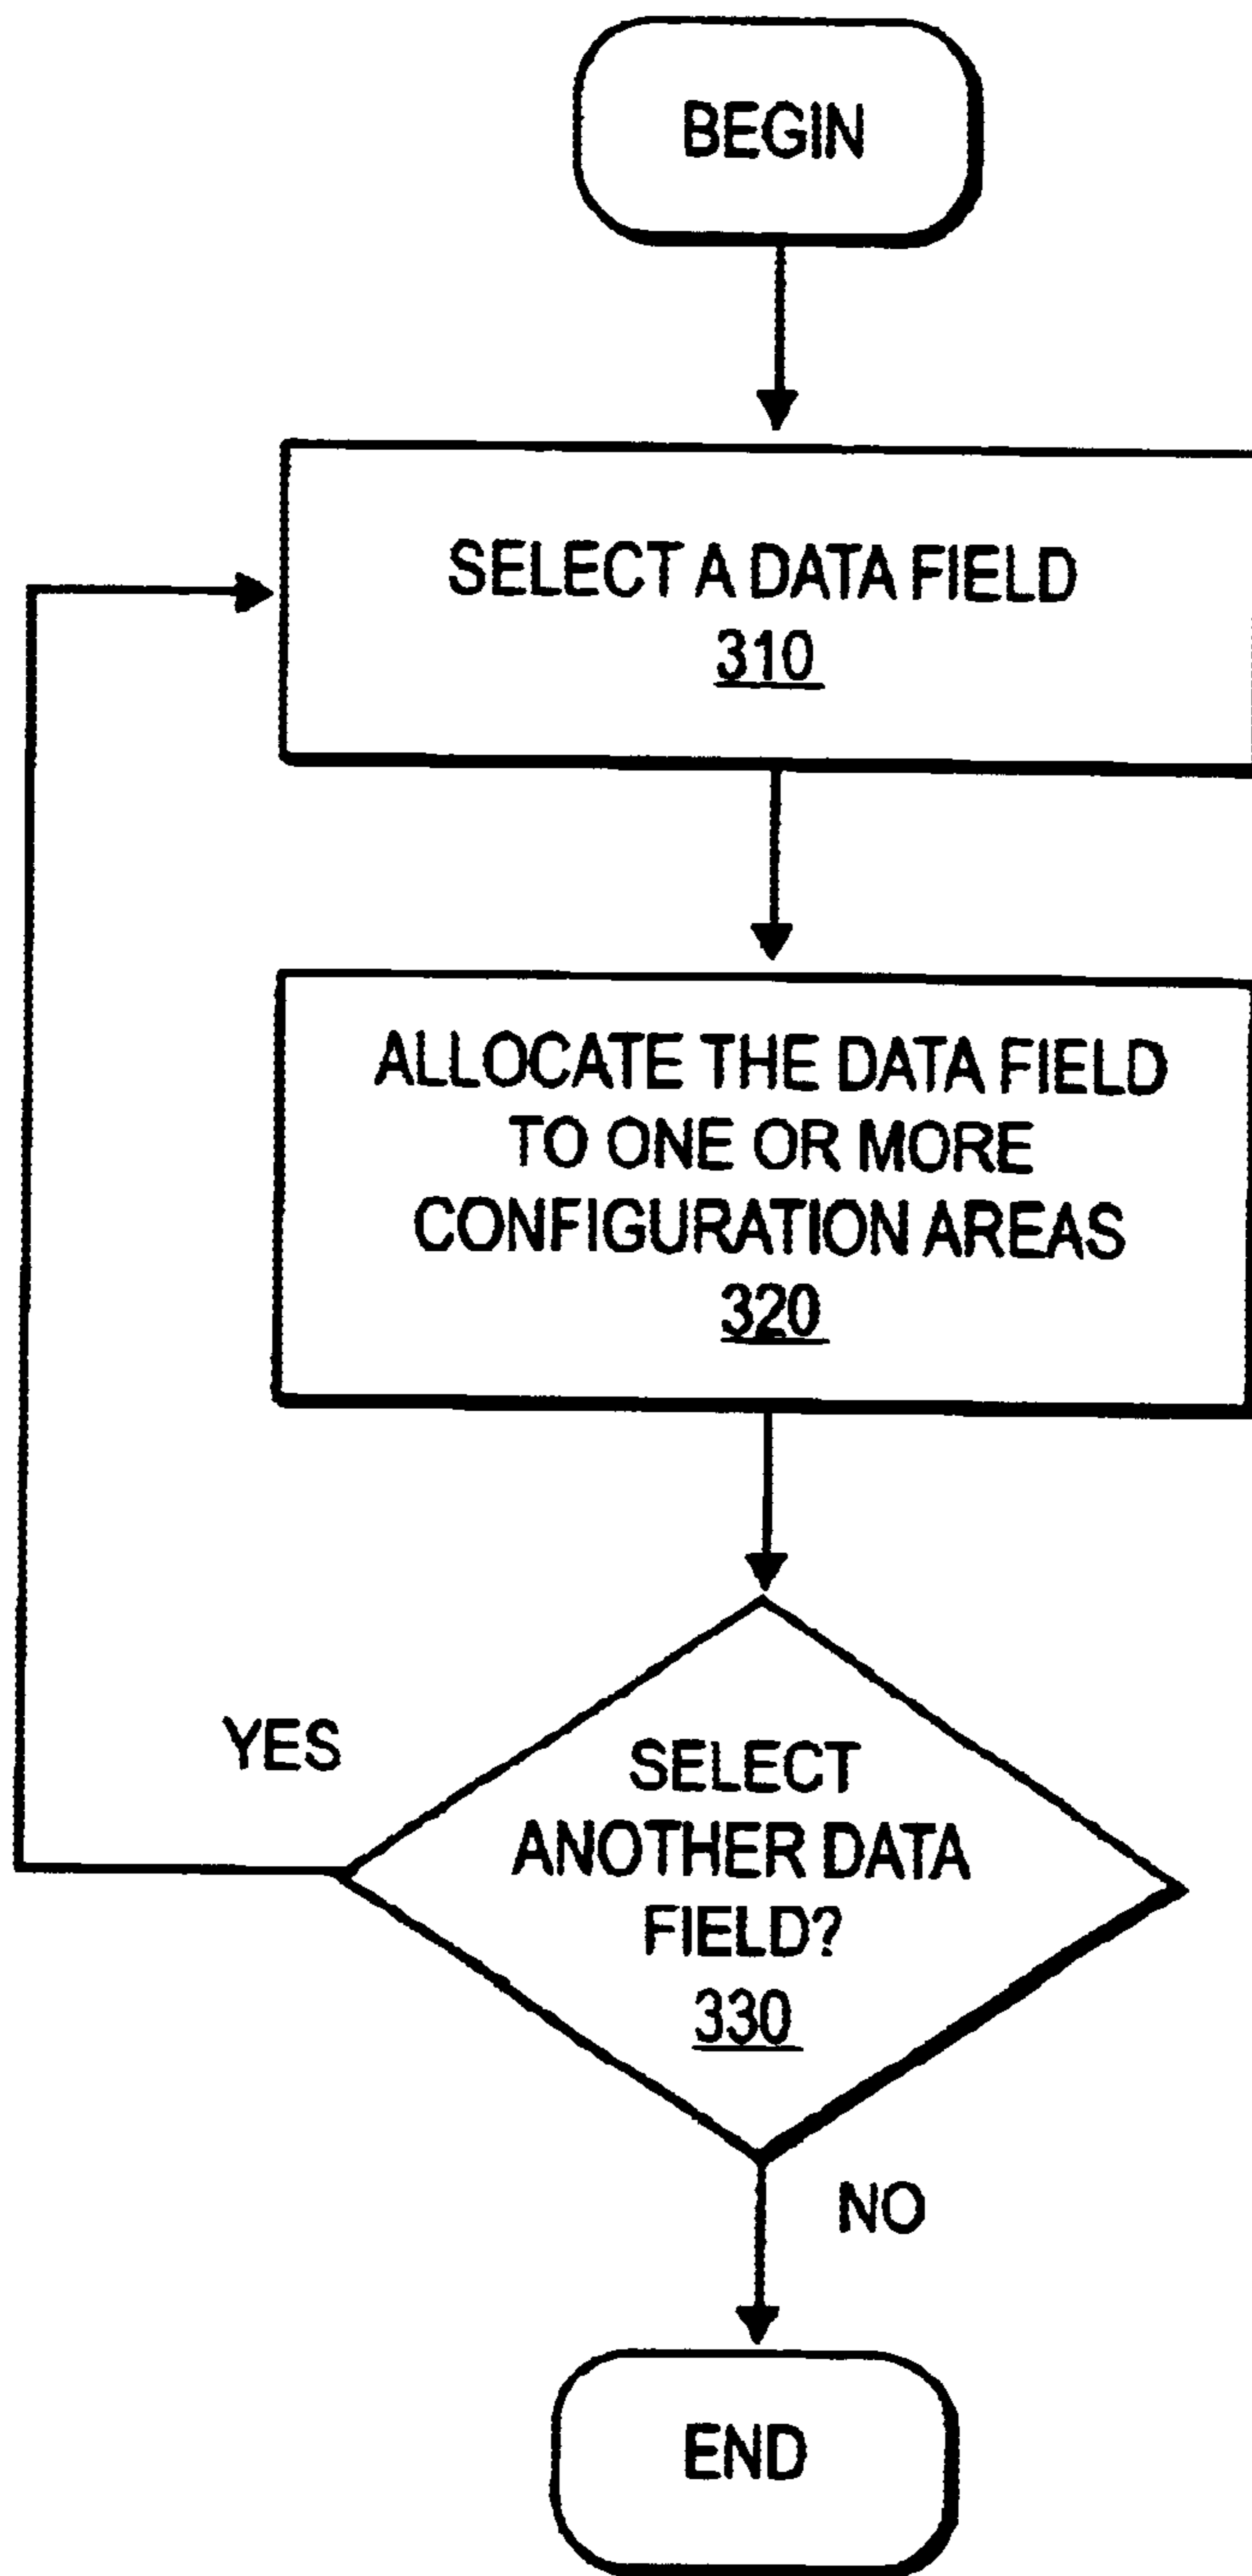 BEGIN
SELECT A DATA FIELD
310
ALLOCATE THE DATA FIELD
TO ONE OR MORE
CONFIGURATION AREAS
320
YES
SELECT
ANOTHER DATA
FIELD?
330
NO
END